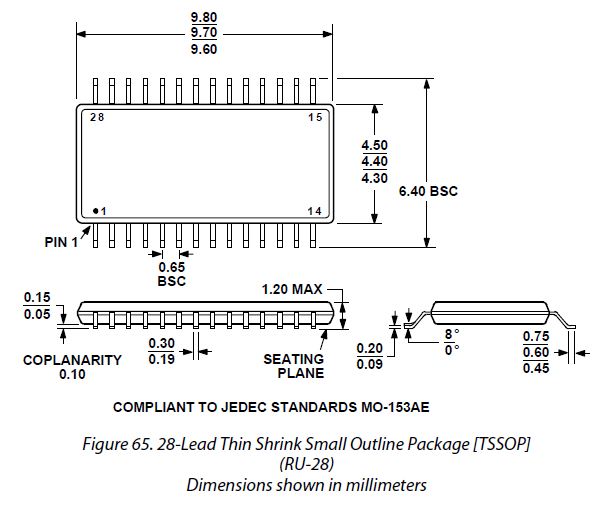 9.80
9.70
9.60
28
15
4.50
4.40
4.30
6.40 BSC
1
14
PIN 1
0.65
BSC
1.20 MAX
0.15
0.05
COPLANARITY
0.10
0.30
0.19
SEATING
PLANE
0.20
0.09
8°
0°
0.75
0.60
0.45
COMPLIANT TO JEDEC STANDARDS MO-153AE
Figure 65. 28-Lead Thin Shrink Small Outline Package [TSSOP]
(RU-28)
Dimensions shown in millimeters